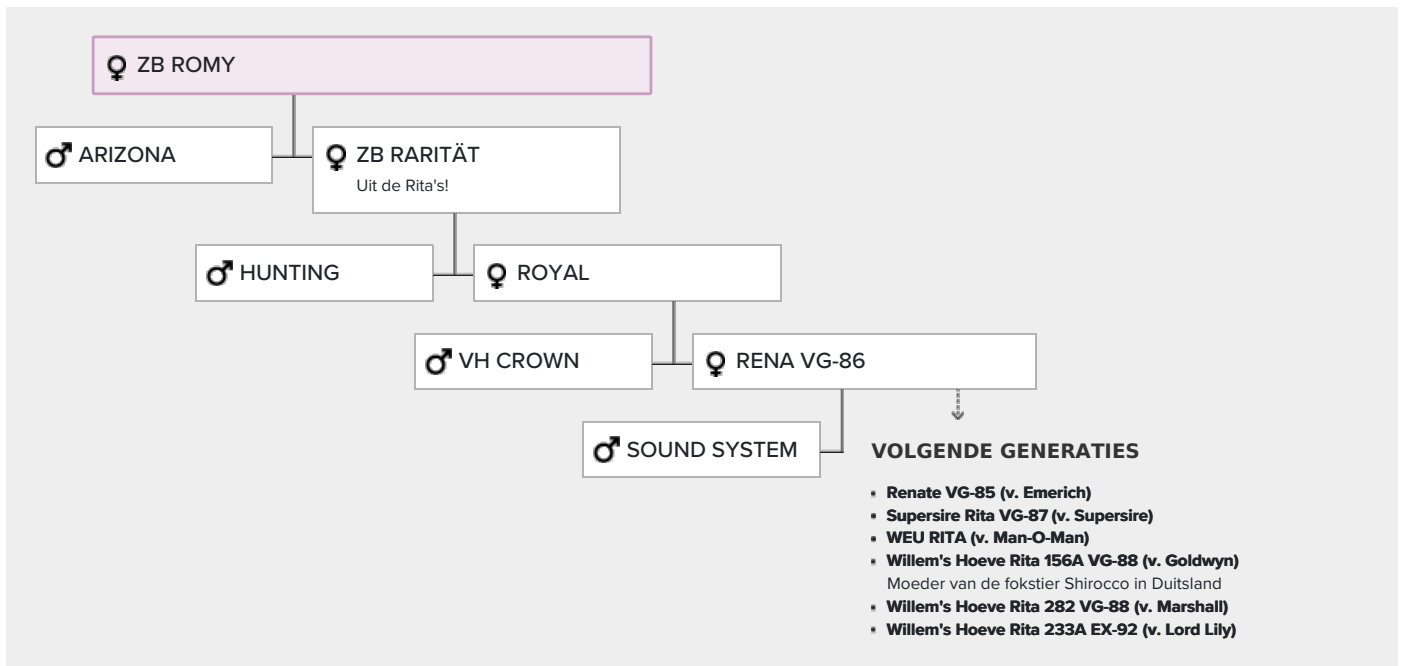 ZB ROMY
ARIZONA
ZB RARITÄT
Uit de Rita's!
HUNTING
ROYAL
VH CROWN
RENA VG-86
SOUND SYSTEM
VOLGENDE GENERATIES
Renate VG-85 (v. Emerich)
Supersire Rita VG-87 (v. Supersire)
WEU RITA (v. Man-O-Man)
Willem's Hoeve Rita 156A VG-88 (v. Goldwyn)
Moeder van de fokstier Shirocco in Duitsland
Willem's Hoeve Rita 282 VG-88 (v. Marshall)
Willem's Hoeve Rita 233A EX-92 (v. Lord Lily)